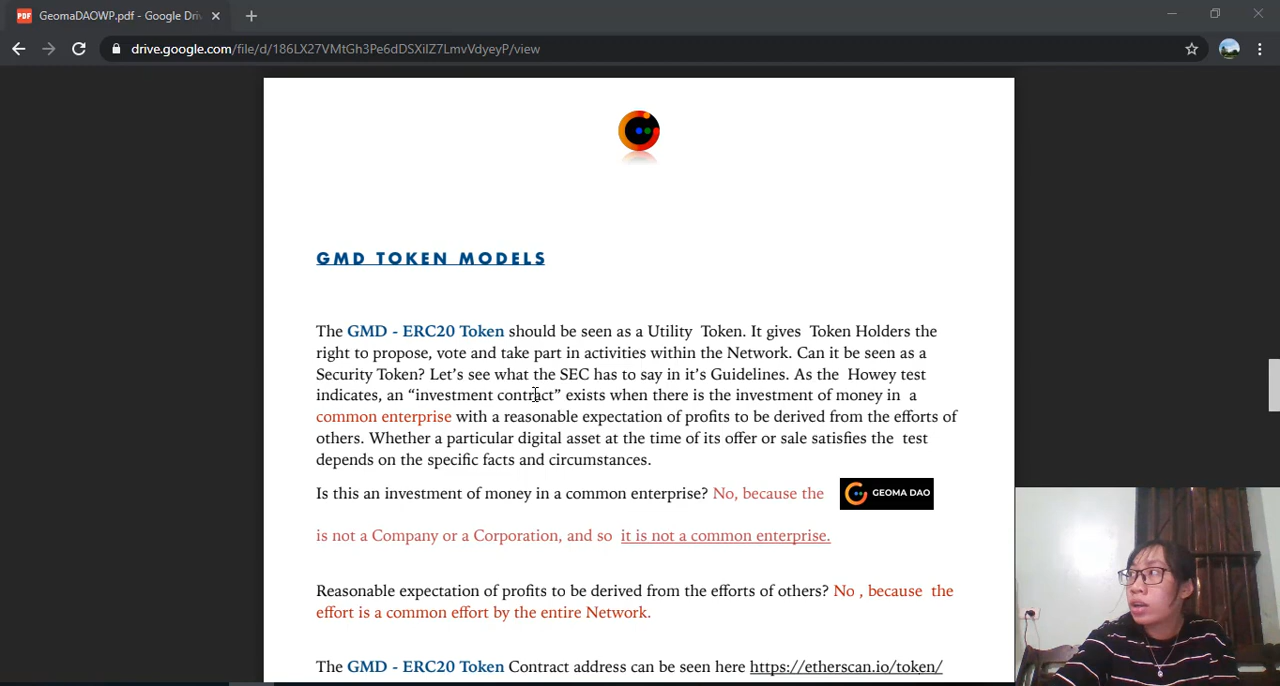 GeomaDAOWP.pdf - Google Driv
drive.google.com/file/d/186LX27VMtGh3Pe6dDSXiIZ7LmvVdyeyP/view
GMD TOKEN MODELS
The GMD - ERC20 Token should be seen as a Utility Token. It gives Token Holders the
right to propose, vote and take part in activities within the Network. Can it be seen as a
Security Token? Let's see what the SEC has to say in it's Guidelines. As the Howey test
indicates, an “investment contract” exists when there is the investment of money in a
common enterprise with a reasonable expectation of profits to be derived from the efforts of
others. Whether a particular digital asset at the time of its offer or sale satisfies the test
depends on the specific facts and circumstances.
Is this an investment of money in a common enterprise? No, because the GEOMA DAO
is not a Company or a Corporation, and so it is not a common enterprise.
Reasonable expectation of profits to be derived from the efforts of others? No , because the
effort is a common effort by the entire Network.
The GMD - ERC20 Token Contract address can be seen here https://etherscan.io/token/